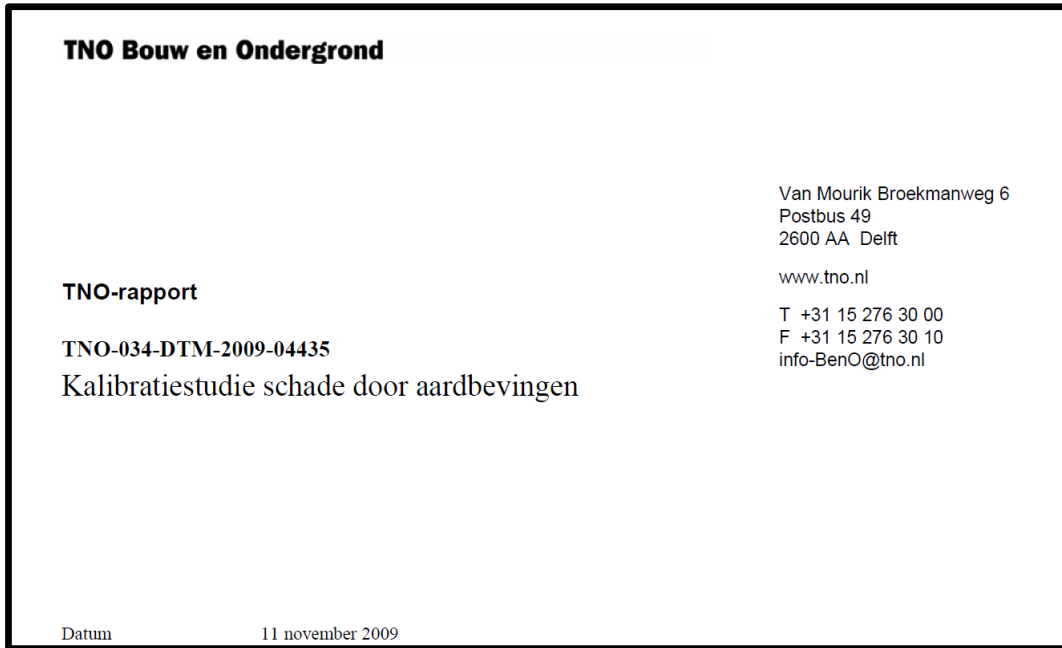 TNO Bouw en Ondergrond
Van Mourik Broekmanweg 6
Postbus 49
2600 AA Delft
www.tno.nl
T +31 15 276 30 00
F +31 15 276 30 10
info-BenO@tno.nl
TNO-rapport
TNO-034-DTM-2009-04435
Kalibratiestudie schade door aardbevingen
Datum 11 november 2009